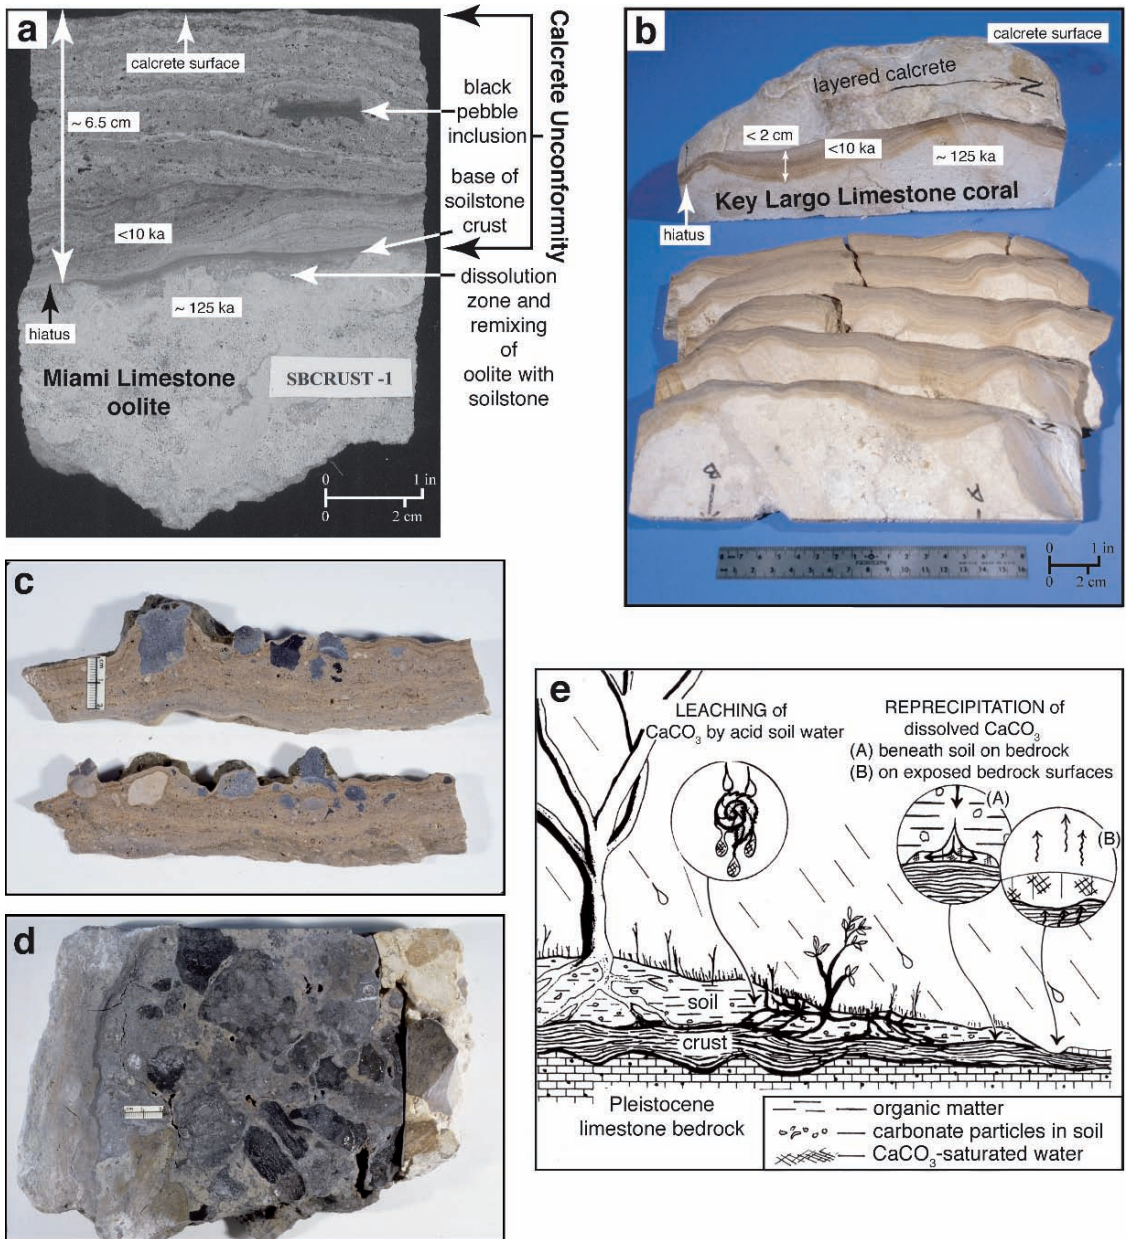 a
calcrete surface
~ 6.5 cm
black
pebble
inclusion
base of
soilstone
crust
Calcrete Unconformity
<10 ka
dissolution
zone and
remixing
of
oolite with
soilstone
~ 125 ka
hiatus
Miami Limestone
oolite
SBCRUST -1
0 1 in
0 2 cm
b
calcrete surface
layered calcrete
N
< 2 cm
<10 ka
~ 125 ka
Key Largo Limestone coral
hiatus
N
B
A
0 1 in
0 2 cm
c
cm
d
e
LEACHING of
CaCO3 by acid soil water
REPRECIPITATION of
dissolved CaCO3
(A) beneath soil on bedrock
(B) on exposed bedrock surfaces
(A)
(B)
soil
crust
Pleistocene
limestone bedrock
organic matter
carbonate particles in soil
CaCO3-saturated water